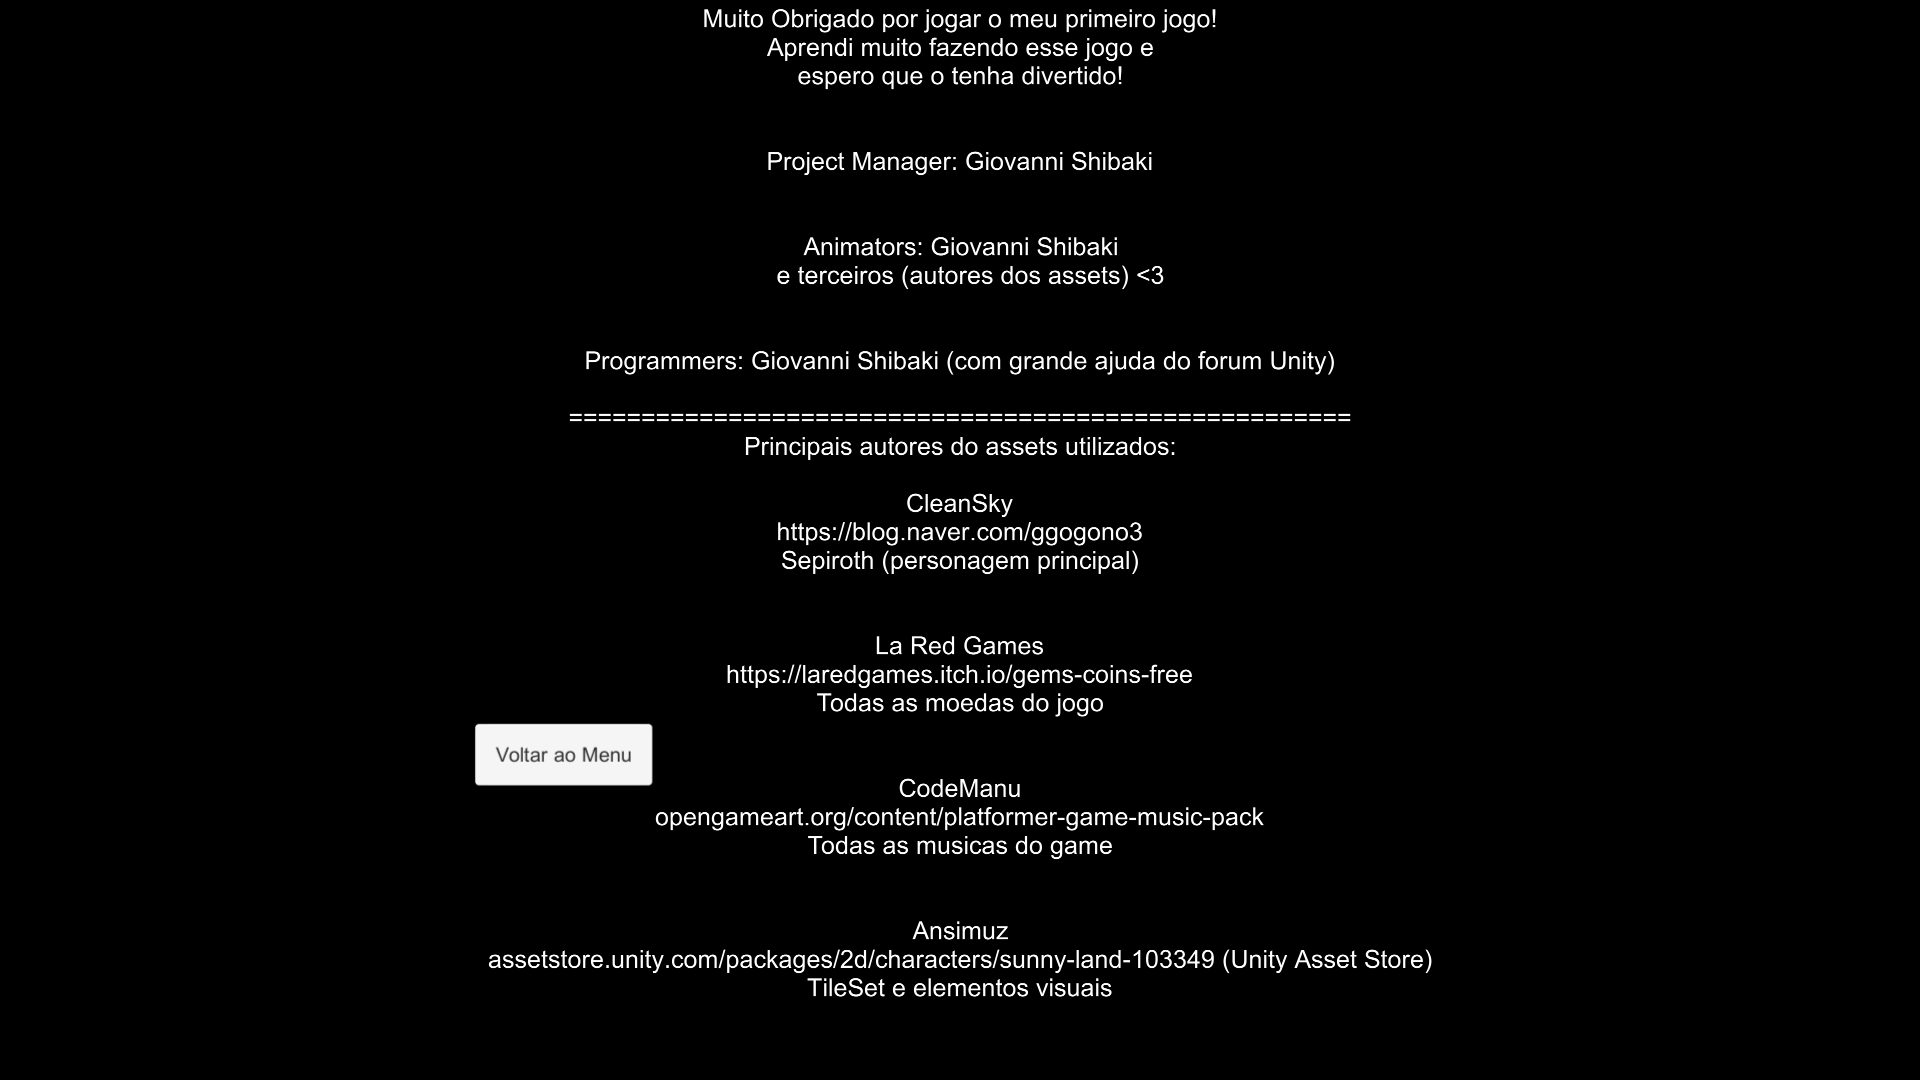 Muito Obrigado por jogar o meu primeiro jogo!
Aprendi muito fazendo esse jogo e
espero que o tenha divertido!
Project Manager: Giovanni Shibaki
Animators: Giovanni Shibaki
e terceiros (autores dos assets) <3
Programmers: Giovanni Shibaki (com grande ajuda do forum Unity)
======================================================
Principais autores do assets utilizados:
CleanSky
https://blog.naver.com/ggogono3
Sepiroth (personagem principal)
La Red Games
https://laredgames.itch.io/gems-coins-free
Todas as moedas do jogo
Voltar ao Menu
CodeManu
opengameart.org/content/platformer-game-music-pack
Todas as musicas do game
Ansimuz
assetstore.unity.com/packages/2d/characters/sunny-land-103349 (Unity Asset Store)
TileSet e elementos visuais